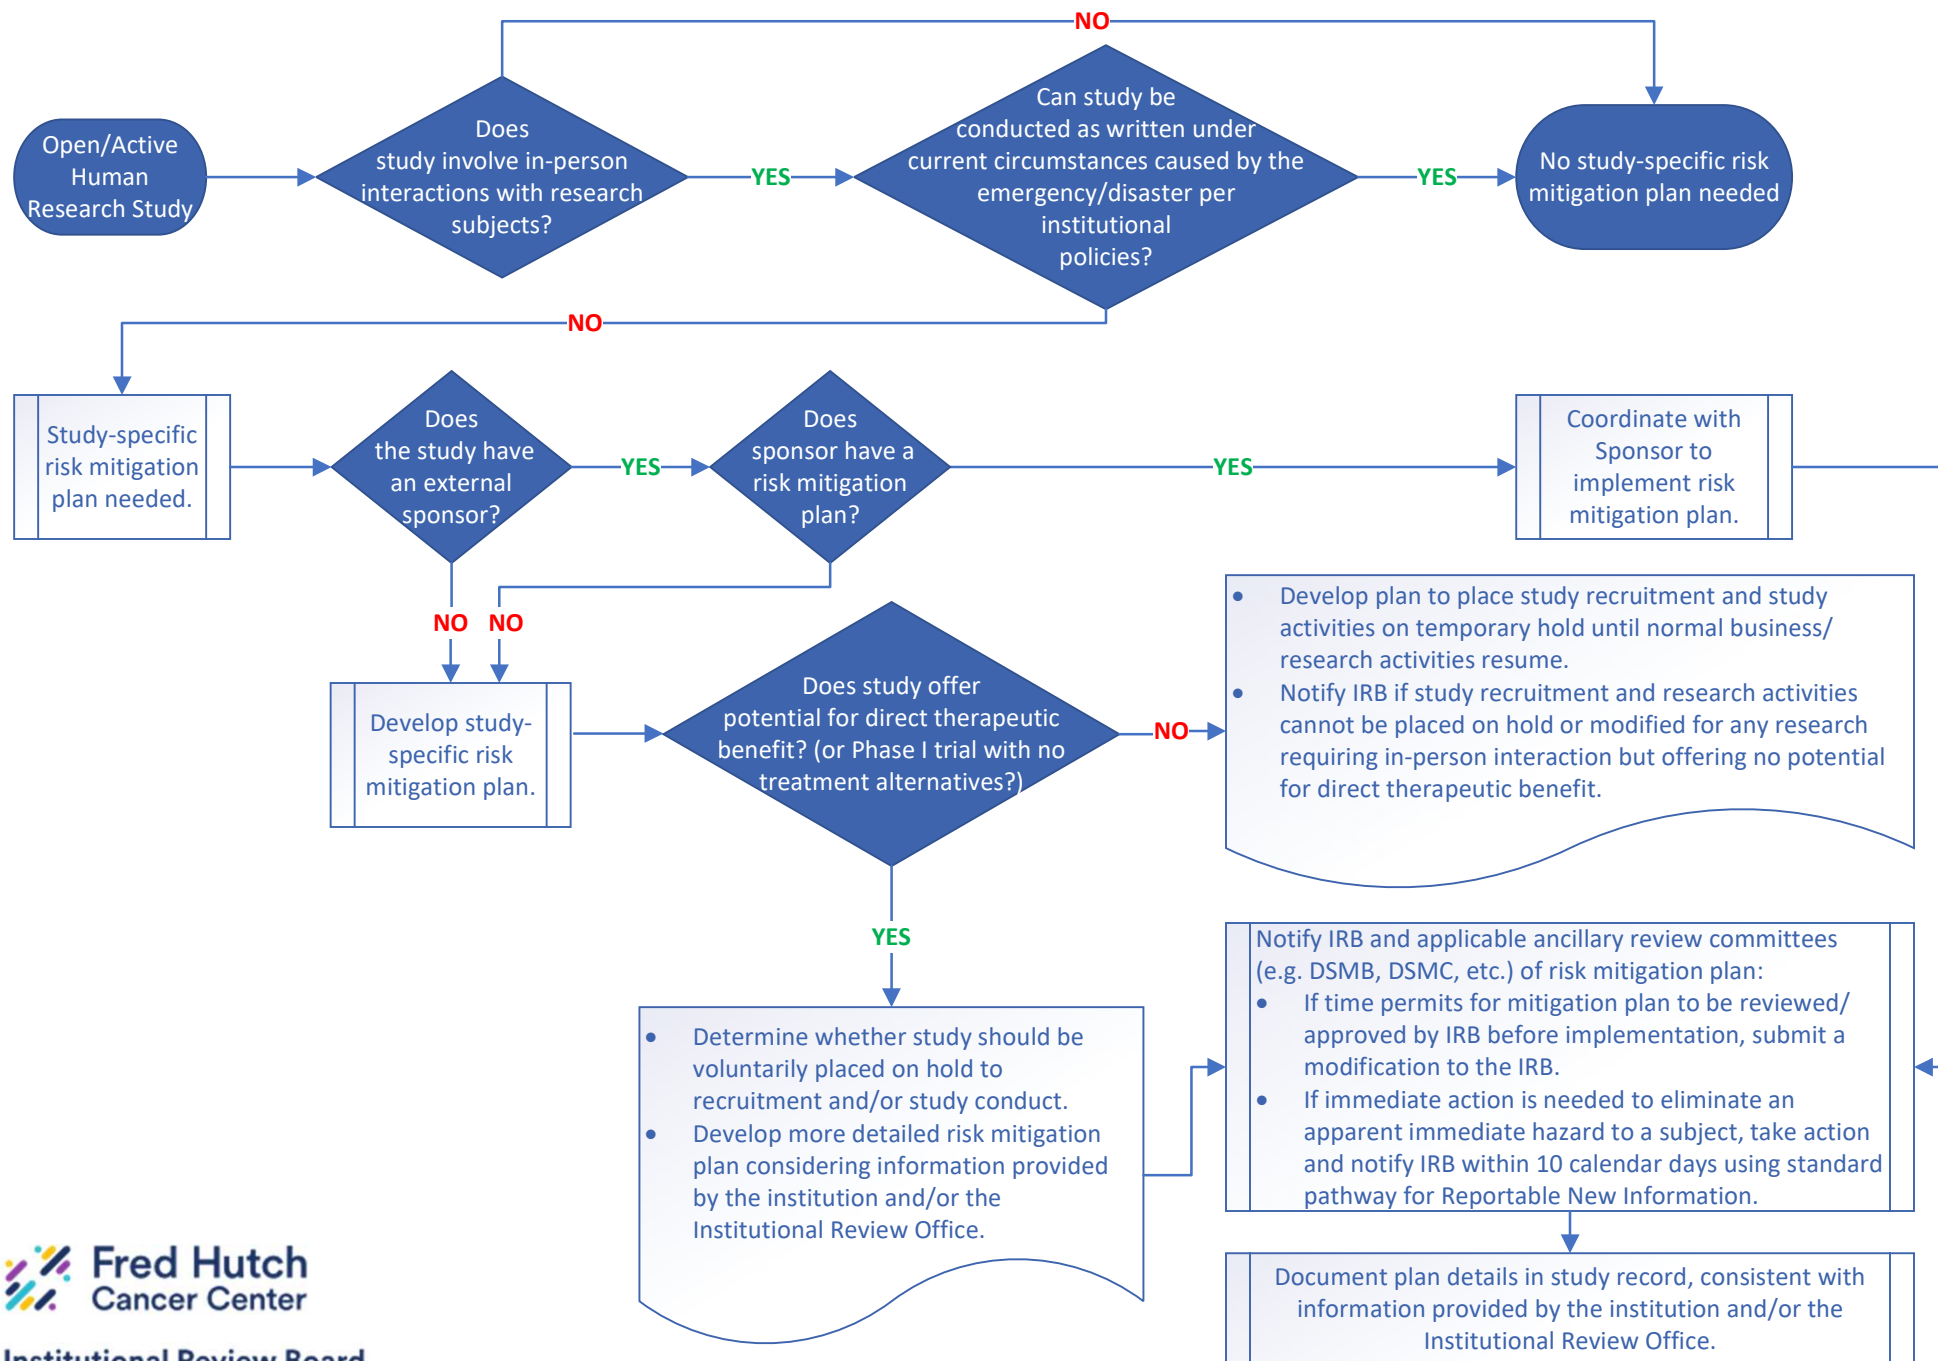 NO
Open/Active
Human
Research Study
Does
study involve in-person
interactions with research
subjects?
YES
Can study be
conducted as written under
current circumstances caused by the
emergency/disaster per
institutional
policies?
YES
No study-specific risk
mitigation plan needed
NO
Study-specific
risk mitigation
plan needed.
Does
the study have
an external
sponsor?
YES
Does
sponsor have a
risk mitigation
plan?
YES
Coordinate with
Sponsor to
implement risk
mitigation plan.
NO NO
Develop study-
specific risk
mitigation plan.
Does study offer
potential for direct therapeutic
benefit? (or Phase I trial with no
treatment alternatives?)
NO
• Develop plan to place study recruitment and study
activities on temporary hold until normal business/
research activities resume.
• Notify IRB if study recruitment and research activities
cannot be placed on hold or modified for any research
requiring in-person interaction but offering no potential
for direct therapeutic benefit.
YES
• Determine whether study should be
voluntarily placed on hold to
recruitment and/or study conduct.
• Develop more detailed risk mitigation
plan considering information provided
by the institution and/or the
Institutional Review Office.
Notify IRB and applicable ancillary review committees
(e.g. DSMB, DSMC, etc.) of risk mitigation plan:
• If time permits for mitigation plan to be reviewed/
approved by IRB before implementation, submit a
modification to the IRB.
• If immediate action is needed to eliminate an
apparent immediate hazard to a subject, take action
and notify IRB within 10 calendar days using standard
pathway for Reportable New Information.
Document plan details in study record, consistent with
information provided by the institution and/or the
Institutional Review Office.
Fred Hutch
Cancer Center
Institutional Review Board